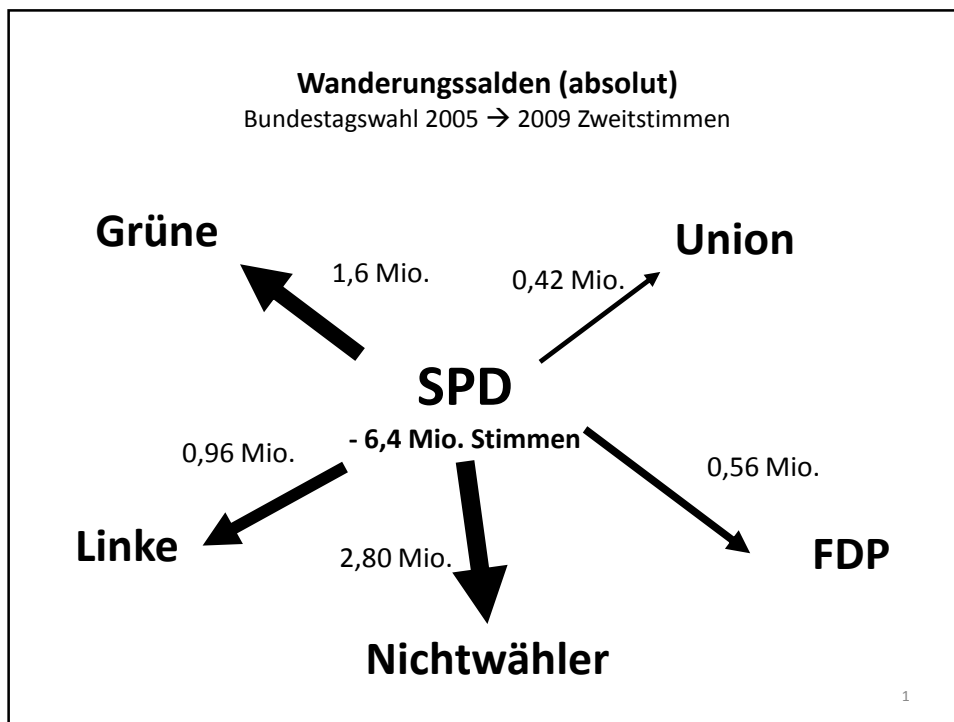 Wanderungssalden (absolut)
Bundestagswahl 2005 → 2009 Zweitstimmen
Grüne
Union
1,6 Mio.
0,42 Mio.
SPD
- 6,4 Mio. Stimmen
0,96 Mio.
0,56 Mio.
Linke
2,80 Mio.
FDP
Nichtwähler
1